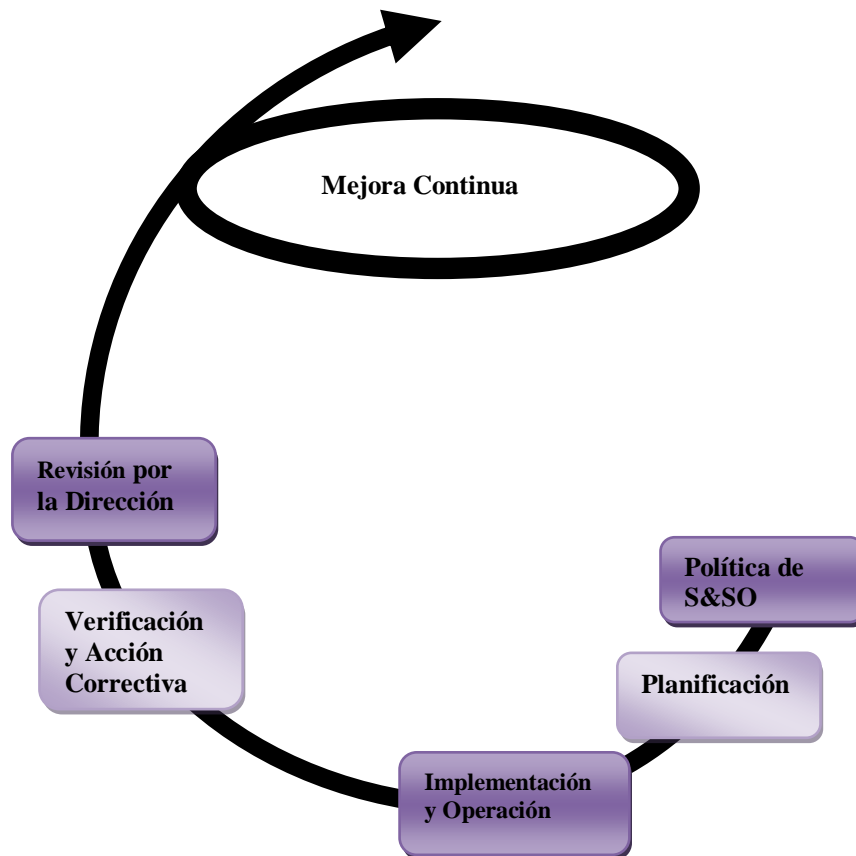 Mejora Continua
Revisión por
la Dirección
Política de
S&SO
Verificación
y Acción
Correctiva
Planificación
Implementación
y Operación